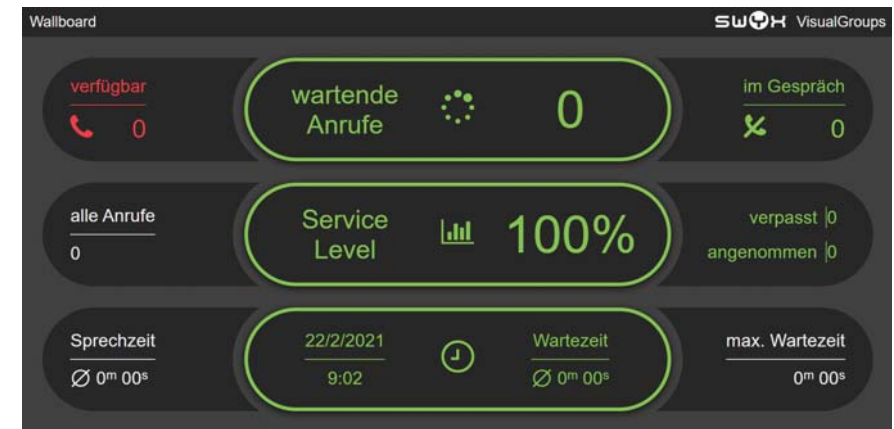 Wallboard
swyx VisualGroups
verfügbar
0
wartende
Anrufe
0
im Gespräch
0
alle Anrufe
0
Service
Level
100%
verpasst |0
angenommen |0
Sprechzeit
Ø 0ᵐ 00ˢ
22/2/2021
9:02
Wartezeit
Ø 0ᵐ 00ˢ
max. Wartezeit
0ᵐ 00ˢ